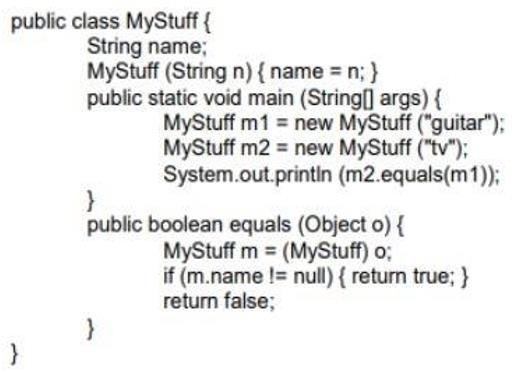 public class MyStuff {
String name;
MyStuff (String n) { name = n; }
public static void main (String[] args) {
MyStuff m1 = new MyStuff ("guitar");
MyStuff m2 = new MyStuff ("tv");
System.out.println (m2.equals(m1));
}
public boolean equals (Object o) {
MyStuff m = (MyStuff) o;
if (m.name != null) { return true; }
return false;
}
}